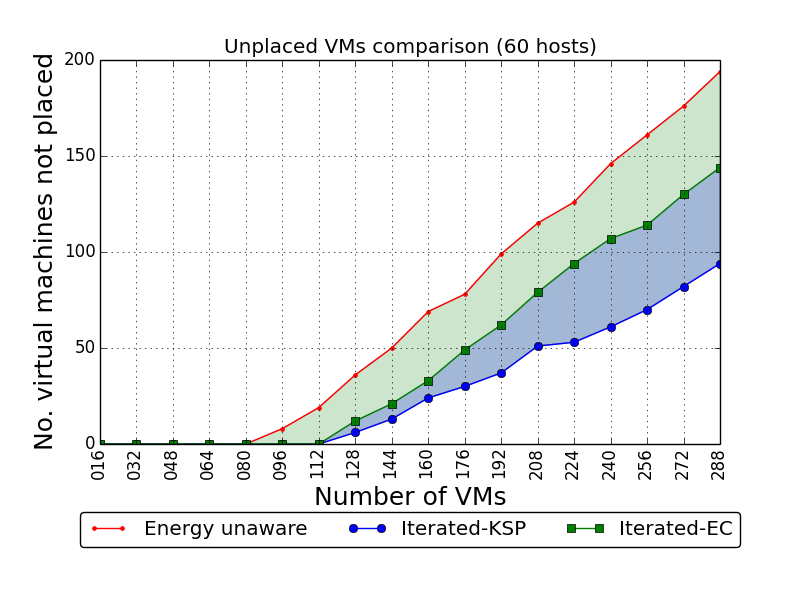 Unplaced VMs comparison (60 hosts)
No. virtual machines not placed
200
150
100
50
0
016 032 048 064 080 096 112 128 144 160 176 192 208 224 240 256 272 288
Number of VMs
Energy unaware Iterated-KSP Iterated-EC